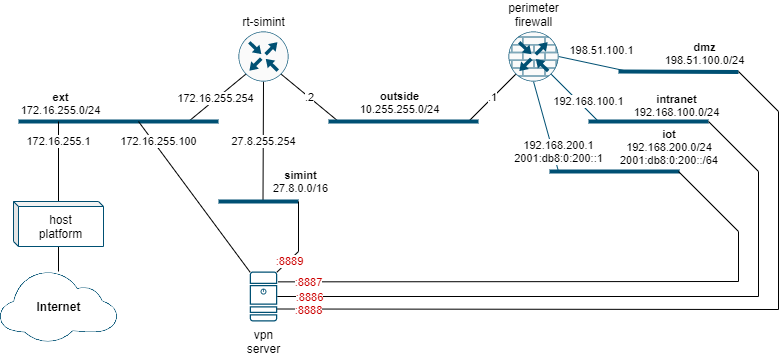 rt-simint
perimeter
firewall
198.51.100.1
dmz
198.51.100.0/24
ext
172.16.255.0/24
172.16.255.254
.2
outside
10.255.255.0/24
.1
192.168.100.1
intranet
192.168.100.0/24
172.16.255.1
172.16.255.100
27.8.255.254
192.168.200.1
2001:db8:0:200::1
iot
192.168.200.0/24
2001:db8:0:200::/64
simint
27.8.0.0/16
host
platform
:8889
:8887
:8886
:8888
Internet
vpn
server